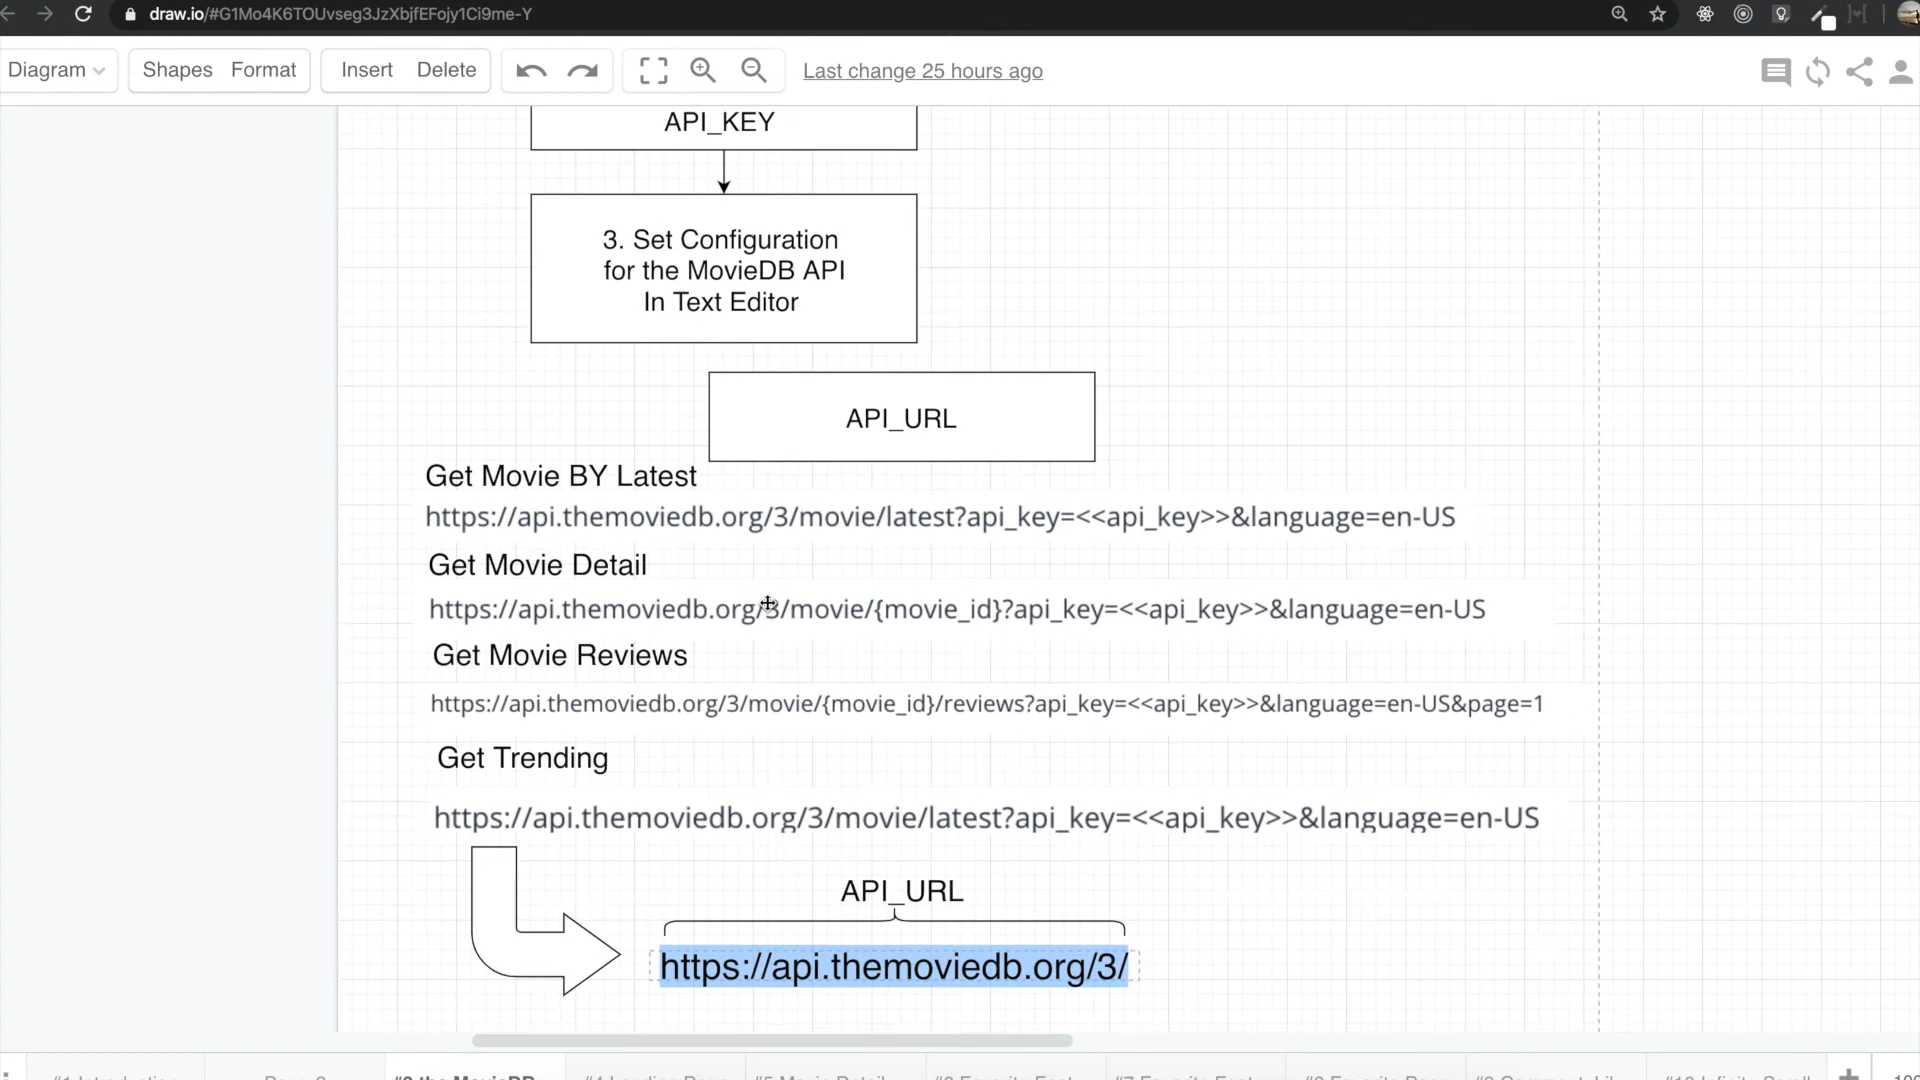 draw.io/#G1Mo4K6TOUvseg3JzXbjfEFojy1Ci9me-Y
Diagram
Shapes Format
Insert Delete
Last change 25 hours ago
API_KEY
3. Set Configuration
for the MovieDB API
In Text Editor
API_URL
Get Movie BY Latest
https://api.themoviedb.org/3/movie/latest?api_key=<<api_key>>&language=en-US
Get Movie Detail
https://api.themoviedb.org/3/movie/{movie_id}?api_key=<<api_key>>&language=en-US
Get Movie Reviews
https://api.themoviedb.org/3/movie/{movie_id}/reviews?api_key=<<api_key>>&language=en-US&page=1
Get Trending
https://api.themoviedb.org/3/movie/latest?api_key=<<api_key>>&language=en-US
API_URL
https://api.themoviedb.org/3/